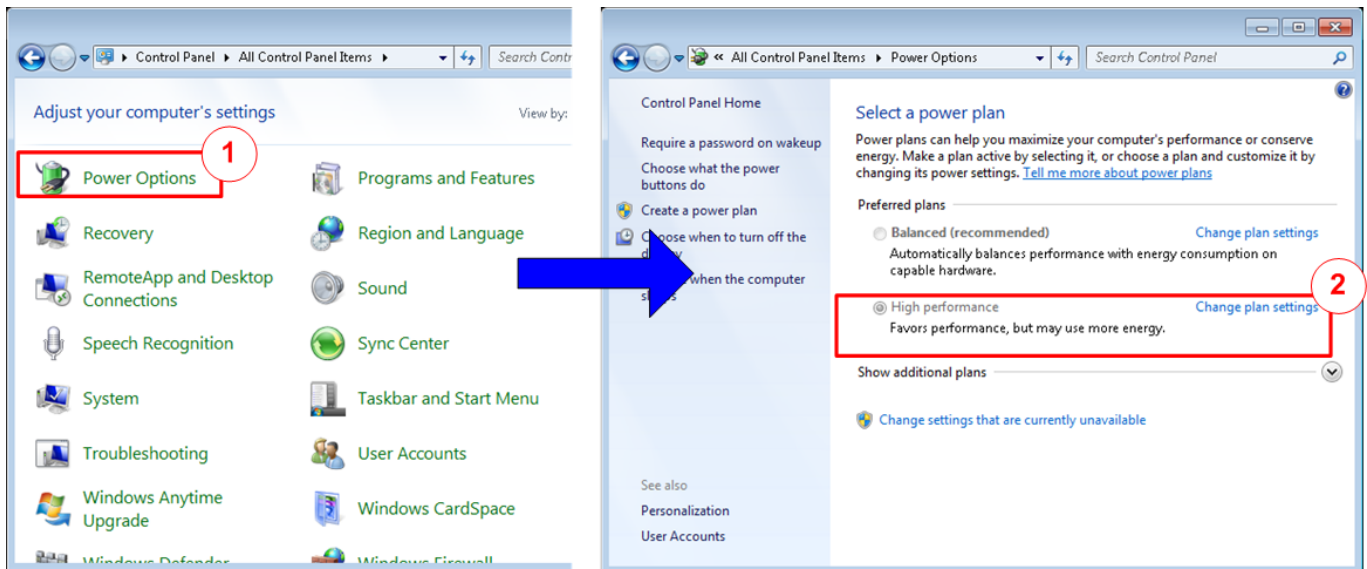 Control Panel ▸ All Control Panel Items ▸
Search Contr
Adjust your computer's settings
View by:
1
Power Options
Programs and Features
Recovery
Region and Language
RemoteApp and Desktop
Connections
Sound
Speech Recognition
Sync Center
System
Taskbar and Start Menu
Troubleshooting
User Accounts
Windows Anytime
Upgrade
Windows CardSpace
Windows Defender
Windows Firewall
« All Control Panel Items ▸ Power Options
Search Control Panel
Control Panel Home
Require a password on wakeup
Choose what the power
buttons do
Create a power plan
Choose when to turn off the
when the computer
Select a power plan
Power plans can help you maximize your computer's performance or conserve
energy. Make a plan active by selecting it, or choose a plan and customize it by
changing its power settings. Tell me more about power plans
Preferred plans
Balanced (recommended)
Change plan settings
Automatically balances performance with energy consumption on
capable hardware.
2
High performance
Change plan settings
Favors performance, but may use more energy.
Show additional plans
Change settings that are currently unavailable
See also
Personalization
User Accounts